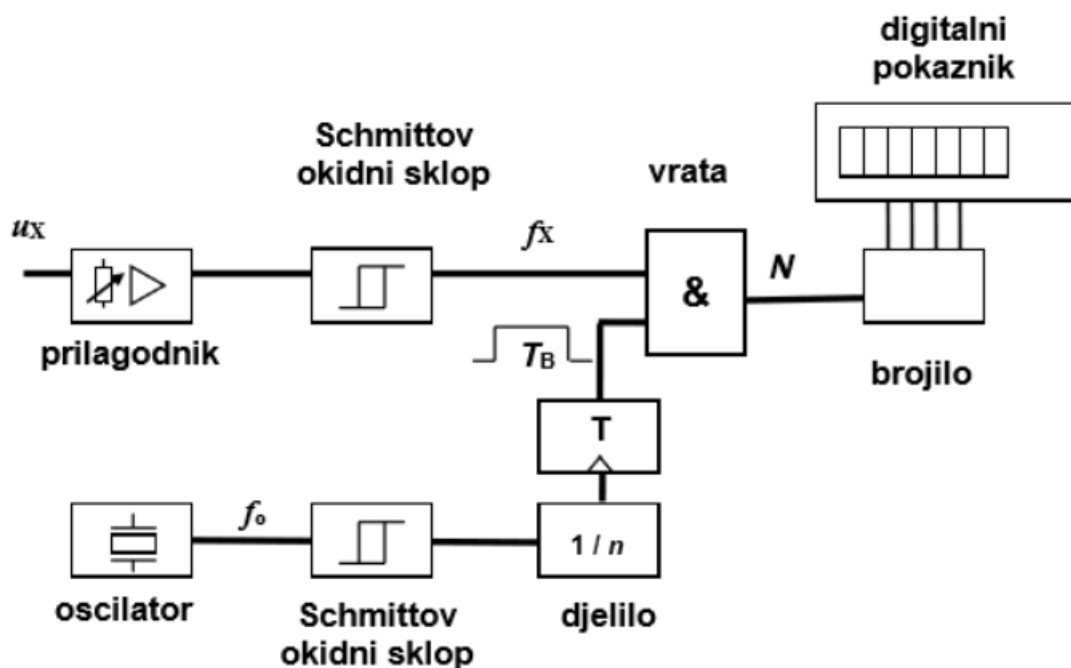 digitalni
pokaznik
Schmittov
okidni sklop
vrata
uX
fX
&
N
prilagodnik
TB
brojilo
T
fo
1 / n
oscilator
Schmittov
okidni sklop
djelilo